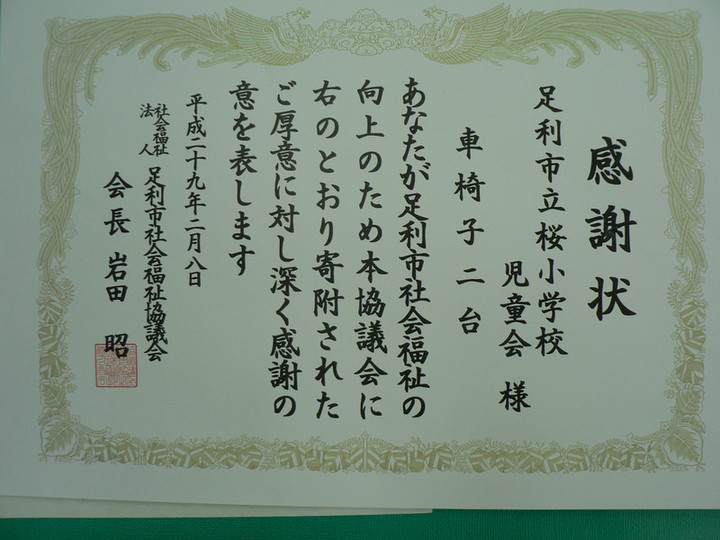 感謝状
足利市立桜小学校
児童会 様
車椅子二台
あなたが足利市社会福祉の
向上のため本協議会に
右のとおり寄附された
ご厚意に対し深く感謝の
意を表します
平成二十九年二月八日
社会福祉法人 足利市社会福祉協議会
会長 岩田 昭